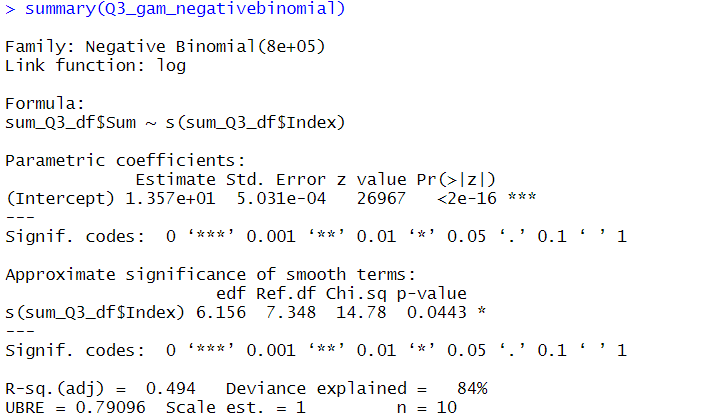 > summary(Q3_gam_negativebinomial)
Family: Negative Binomial(8e+05)
Link function: log
Formula:
sum_Q3_df$Sum ~ s(sum_Q3_df$Index)
Parametric coefficients:
            Estimate Std. Error z value Pr(>|z|)
(Intercept) 1.357e+01  5.031e-04   26967   <2e-16 ***
---
Signif. codes:  0 ‘***’ 0.001 ‘**’ 0.01 ‘*’ 0.05 ‘.’ 0.1 ‘ ’ 1
Approximate significance of smooth terms:
                     edf Ref.df Chi.sq p-value
s(sum_Q3_df$Index) 6.156  7.348  14.78  0.0443 *
---
Signif. codes:  0 ‘***’ 0.001 ‘**’ 0.01 ‘*’ 0.05 ‘.’ 0.1 ‘ ’ 1
R-sq.(adj) =  0.494   Deviance explained =   84%
UBRE = 0.79096  Scale est. = 1         n = 10